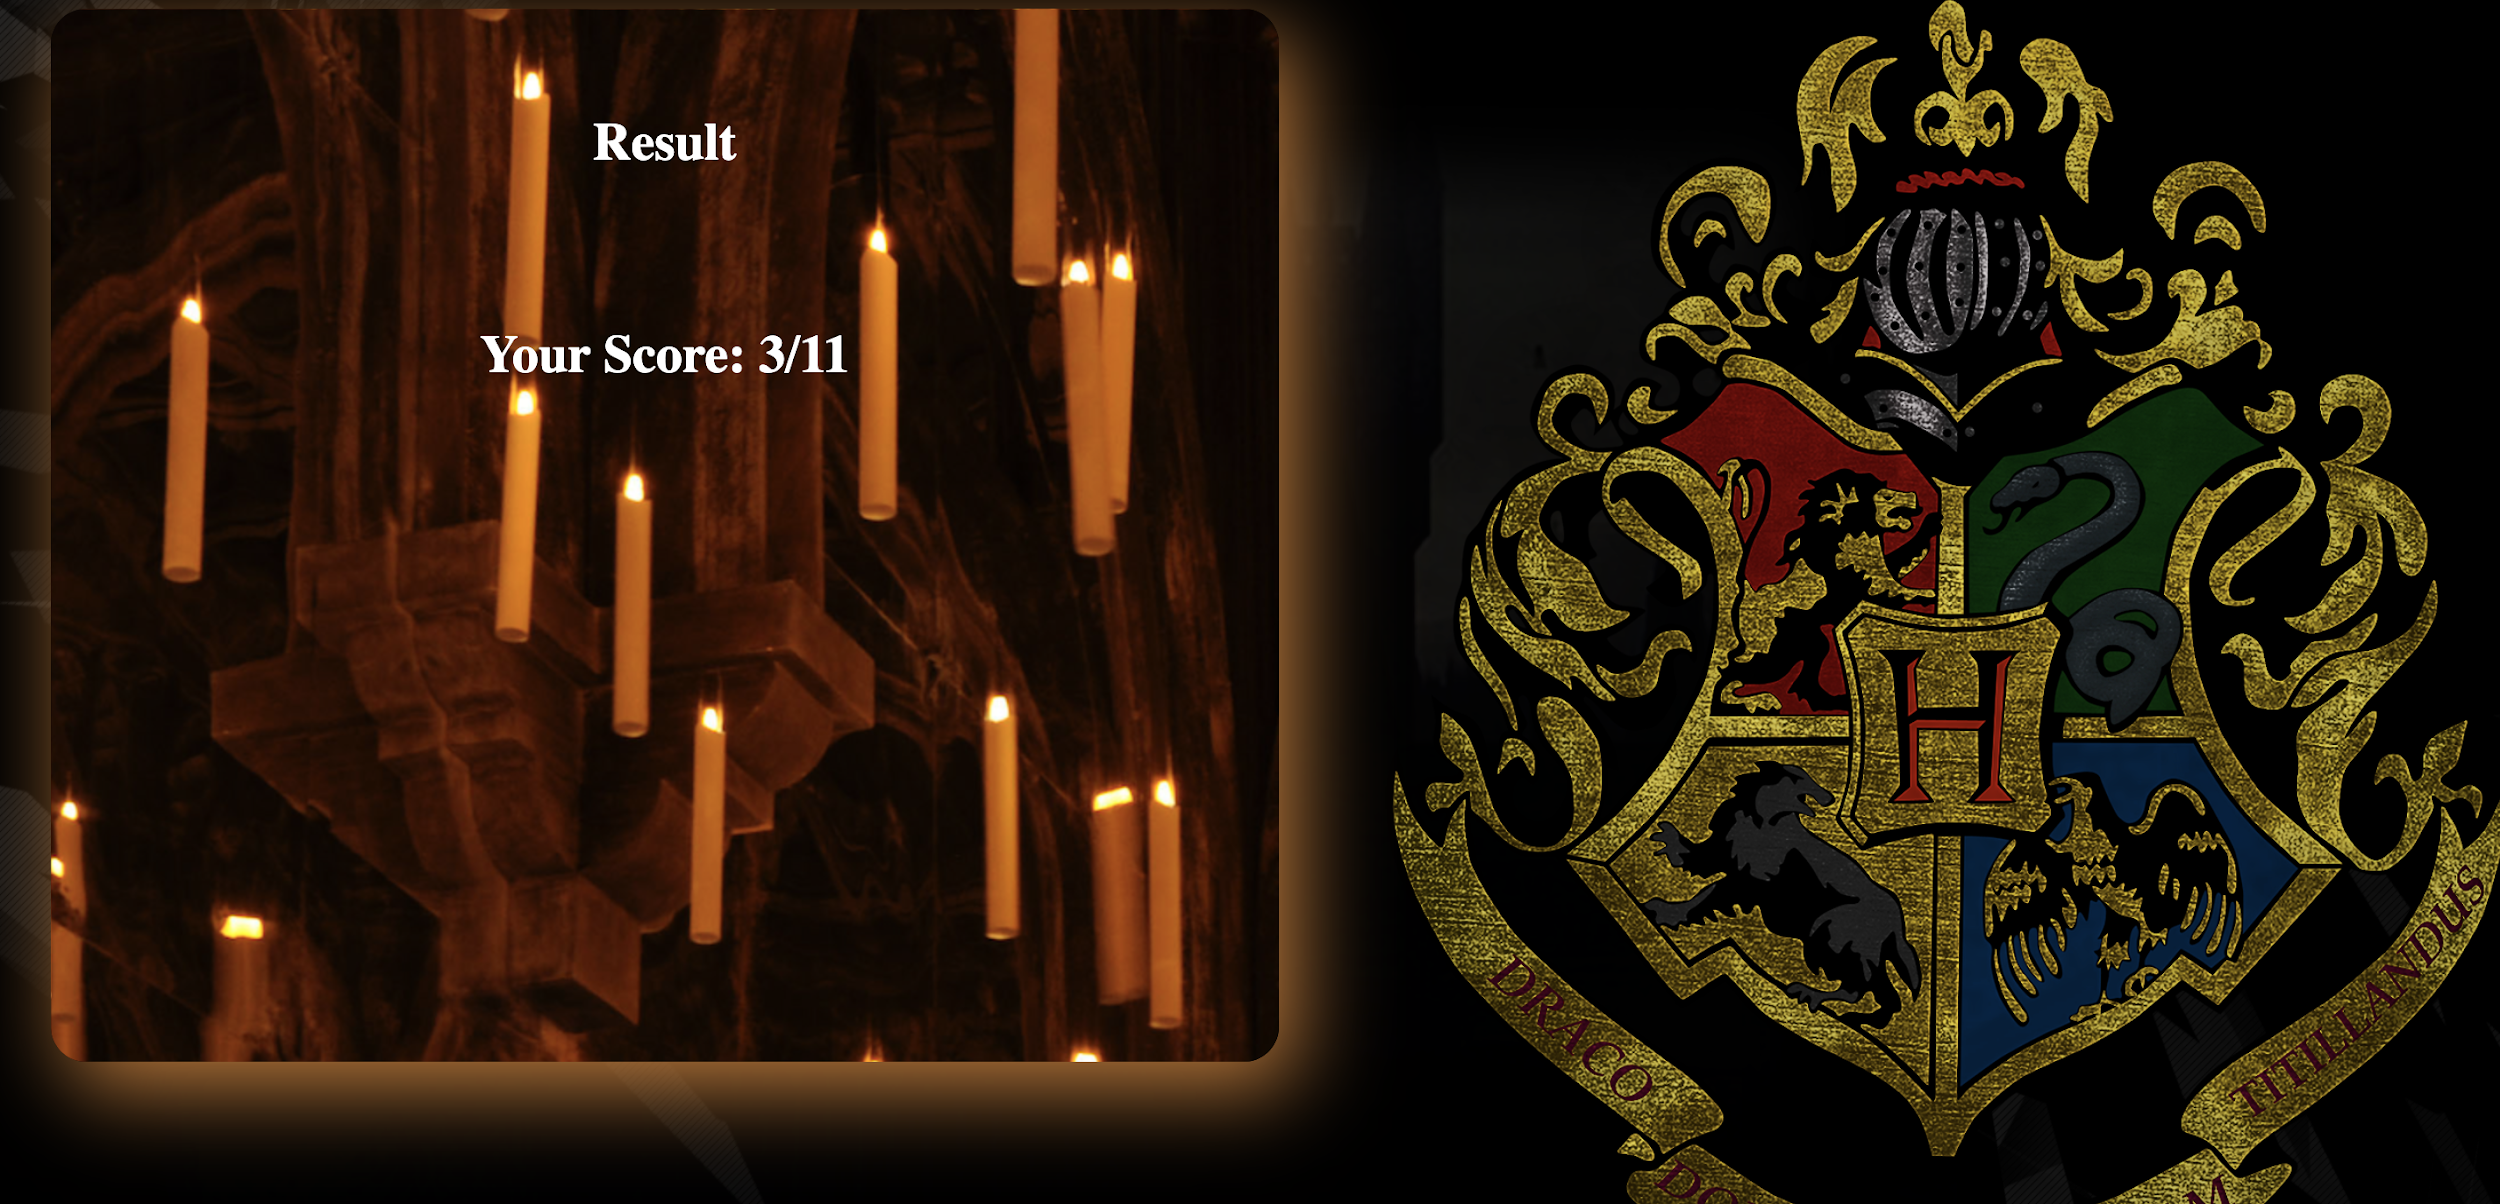 Result
Your Score: 3/11
H
DRACO
TITILLANDUS